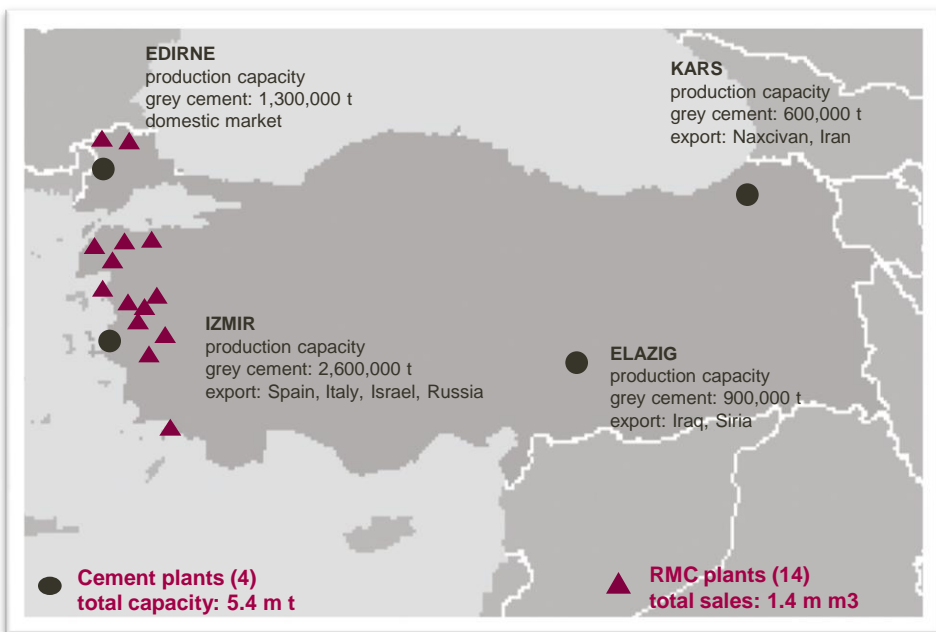 EDIRNE
production capacity
grey cement: 1,300,000 t
domestic market
KARS
production capacity
grey cement: 600,000 t
export: Naxcivan, Iran
IZMIR
production capacity
grey cement: 2,600,000 t
export: Spain, Italy, Israel, Russia
ELAZIG
production capacity
grey cement: 900,000 t
export: Iraq, Siria
Cement plants (4)
total capacity: 5.4 m t
RMC plants (14)
total sales: 1.4 m m3